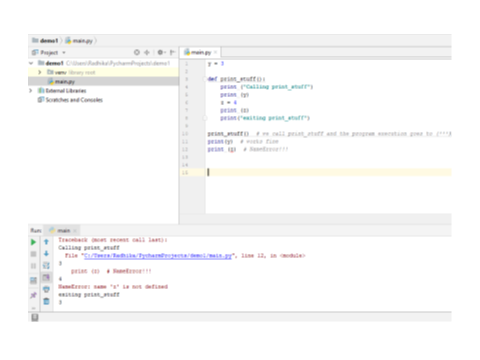 demo1 main.py
Project main.py
demo1 C:\Users\Radhika\PycharmProjects\demo1
venv library root
main.py
External Libraries
Scratches and Consoles
1 y = 3
2
3 def print_stuff():
4 print ("Calling print_stuff")
5 print (y)
6 z = 4
7 print (z)
8 print("exiting print_stuff")
9
10 print_stuff() # we call print_stuff and the program execution goes to (***
11 print(y) # works fine
12 print (z) # NameError!!!
13
14
15
Run: main
Traceback (most recent call last):
Calling print_stuff
File "C:/Users/Radhika/PycharmProjects/demo1/main.py", line 12, in <module>
3
print (z) # NameError!!!
4
NameError: name 'z' is not defined
exiting print_stuff
3